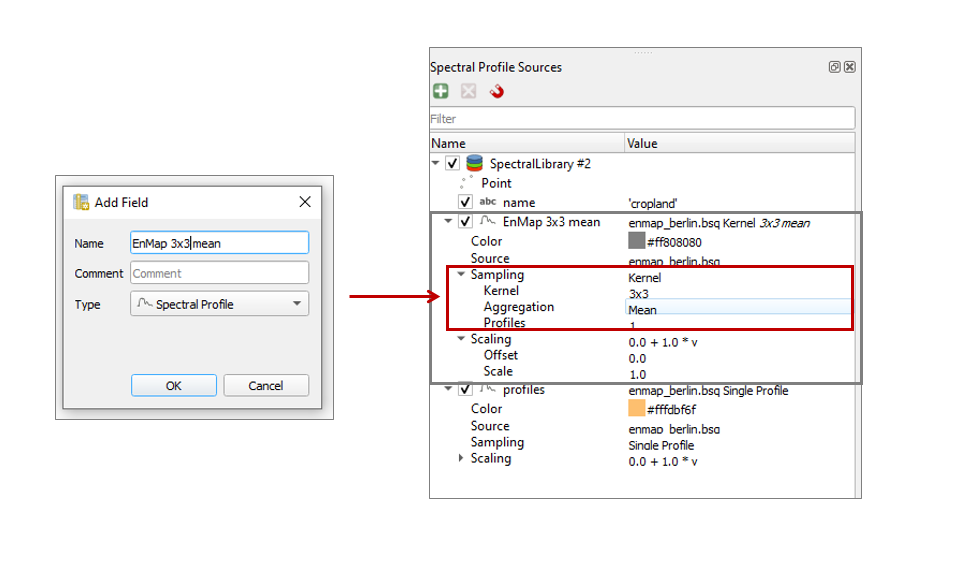 Add Field
Name EnMap 3x3 mean
Comment Comment
Type Spectral Profile
OK Cancel
Spectral Profile Sources
Filter
Name Value
SpectralLibrary #2
Point
abc name 'cropland'
EnMap 3x3 mean enmap_berlin.bsq Kernel 3x3 mean
Color #ff808080
Source enmap_berlin.bsq
Sampling Kernel
Kernel 3x3
Aggregation Mean
Profiles 1
Scaling 0.0 + 1.0 * v
Offset 0.0
Scale 1.0
profiles enmap_berlin.bsq Single Profile
Color #fffdbf6f
Source enmap_berlin.bsq
Sampling Single Profile
Scaling 0.0 + 1.0 * v